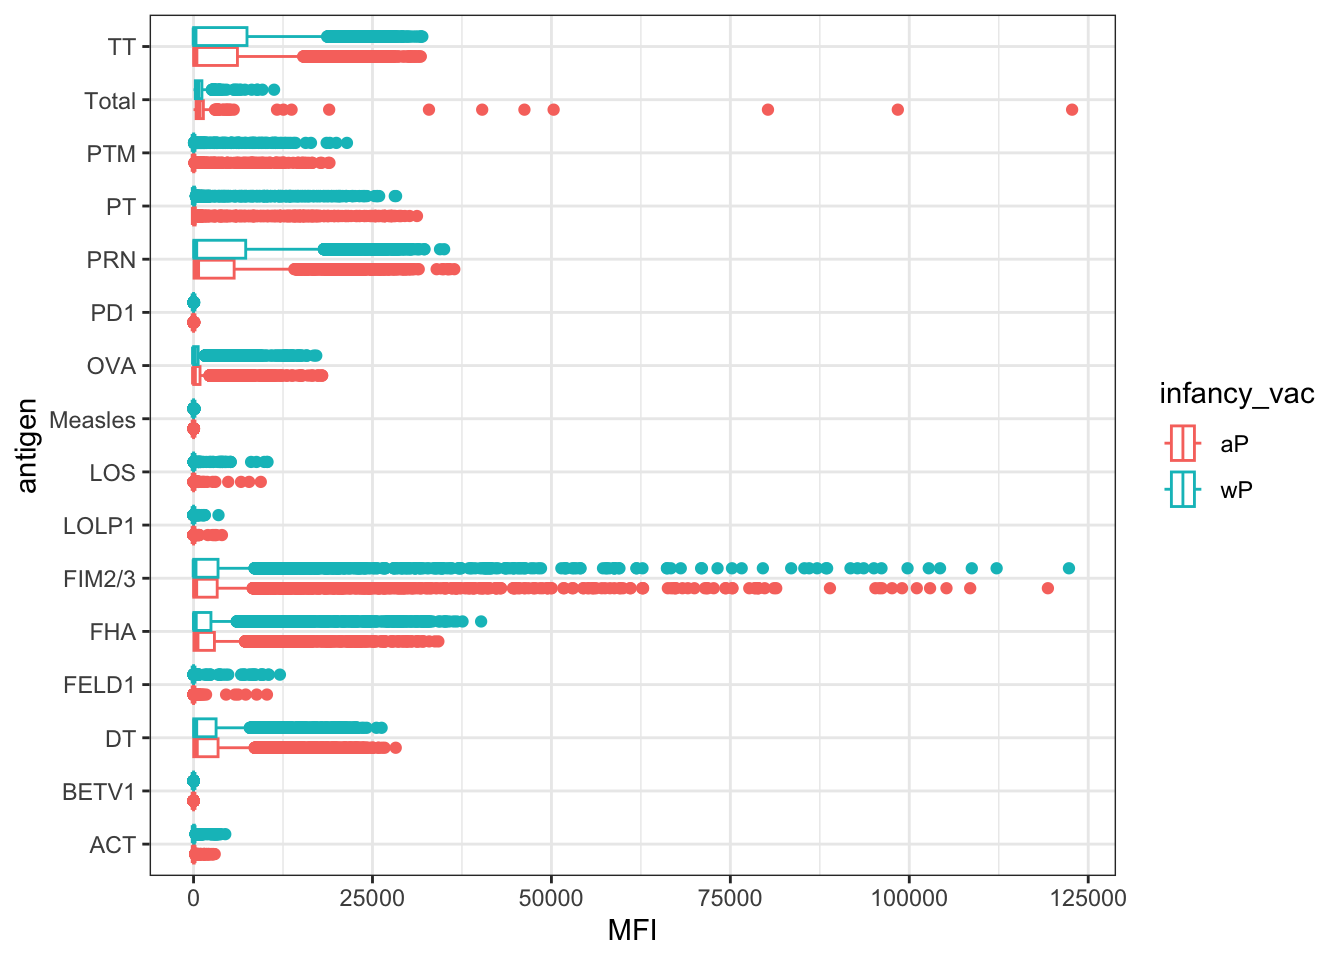 TT
Total
PTM
PT
PRN
PD1
OVA
Measles
LOS
LOLP1
FIM2/3
FHA
FELD1
DT
BETV1
ACT
antigen
0 25000 50000 75000 100000 125000
MFI
infancy_vac
aP
wP